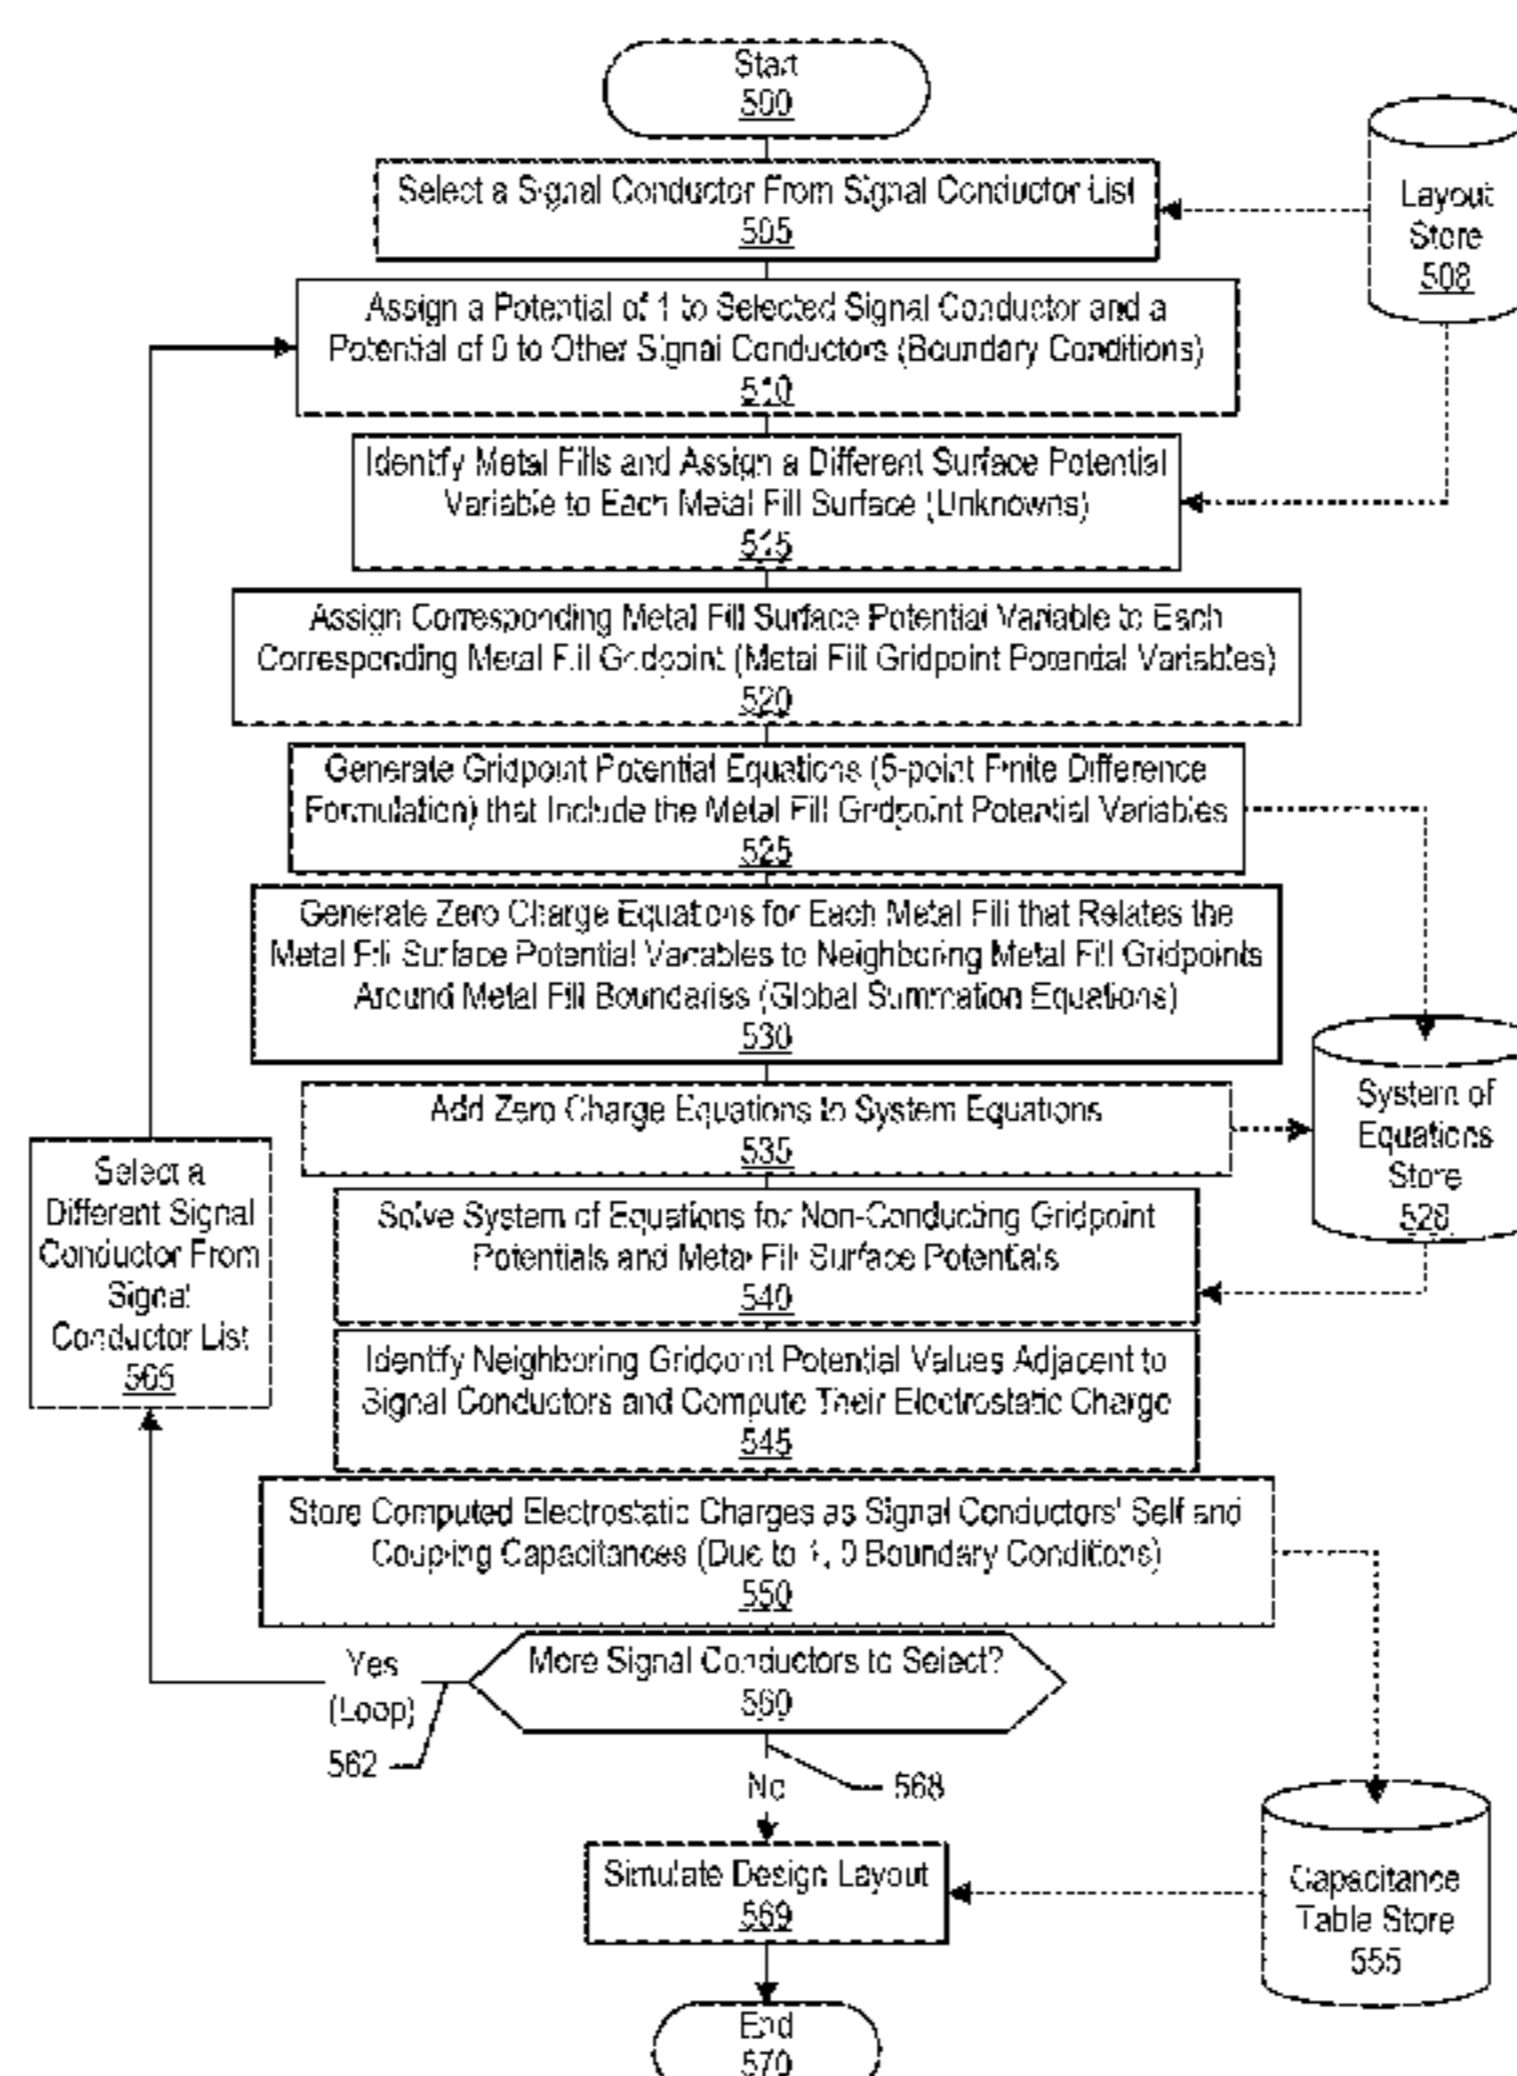 Start
500
Select a Signal Conductor From Signal Conductor List
505
Layout
Store
508
Assign a Potential of 1 to Selected Signal Conductor and a
Potential of 0 to Other Signal Conductors (Boundary Conditions)
510
Identify Metal Fills and Assign a Different Surface Potential
Variable to Each Metal Fill Surface (Unknowns)
515
Assign Corresponding Metal Fill Surface Potential Variable to Each
Corresponding Metal Fill Gridpoint (Metal Fill Gridpoint Potential Variables)
520
Generate Gridpoint Potential Equations (5-point Finite Difference
Formulation) that Include the Metal Fill Gridpoint Potential Variables
525
Generate Zero Charge Equations for Each Metal Fill that Relates the
Metal Fill Surface Potential Variables to Neighboring Metal Fill Gridpoints
Around Metal Fill Boundaries (Global Summation Equations)
530
System of
Equations
Store
528
Add Zero Charge Equations to System Equations
535
Select a
Different Signal
Conductor From
Signal
Conductor List
565
Solve System of Equations for Non-Conducting Gridpoint
Potentials and Metal Fill Surface Potentials
540
Identify Neighboring Gridpoint Potential Values Adjacent to
Signal Conductors and Compute Their Electrostatic Charge
545
Store Computed Electrostatic Charges as Signal Conductors' Self and
Coupling Capacitances (Due to 1, 0 Boundary Conditions)
550
More Signal Conductors to Select?
560
Yes
(Loop)
562
No
568
Simulate Design Layout
569
Capacitance
Table Store
555
End
570